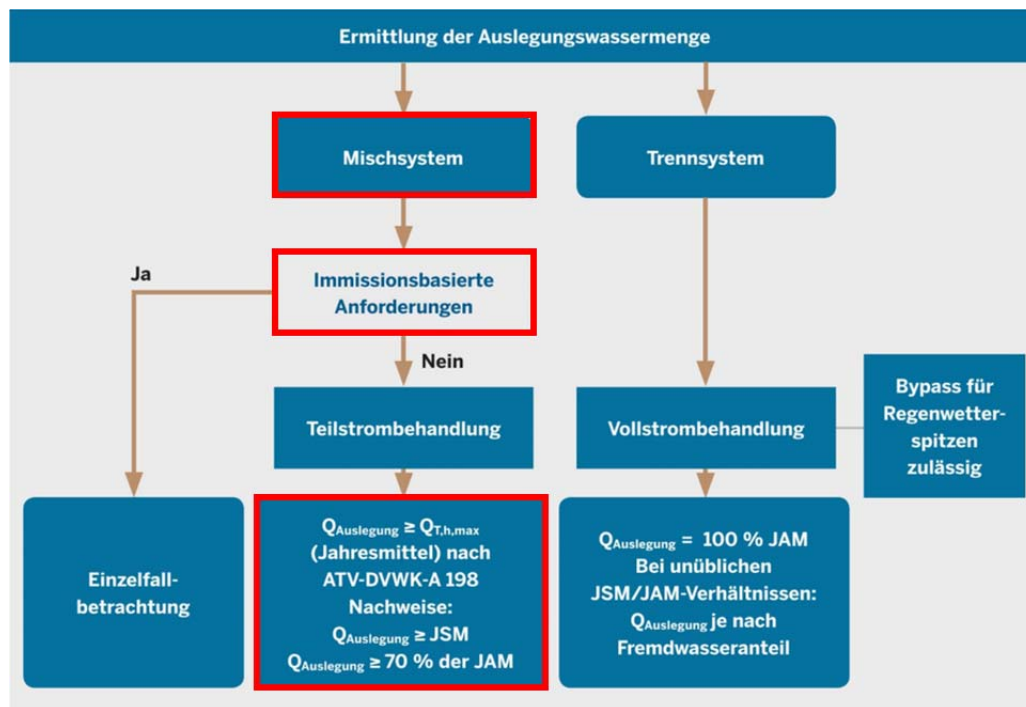 Ermittlung der Auslegungswassermenge
Mischsystem
Trennsystem
Ja
Immissionsbasierte
Anforderungen
Nein
Teilstrombehandlung
Vollstrombehandlung
Bypass für
Regenwetter-
spitzen
zulässig
Einzelfall-
betrachtung
QAuslegung ≥ QT,h,max
(Jahresmittel) nach
ATV-DVWK-A 198
Nachweise:
QAuslegung ≥ JSM
QAuslegung ≥ 70 % der JAM
QAuslegung = 100 % JAM
Bei unüblichen
JSM/JAM-Verhältnissen:
QAuslegung je nach
Fremdwasseranteil